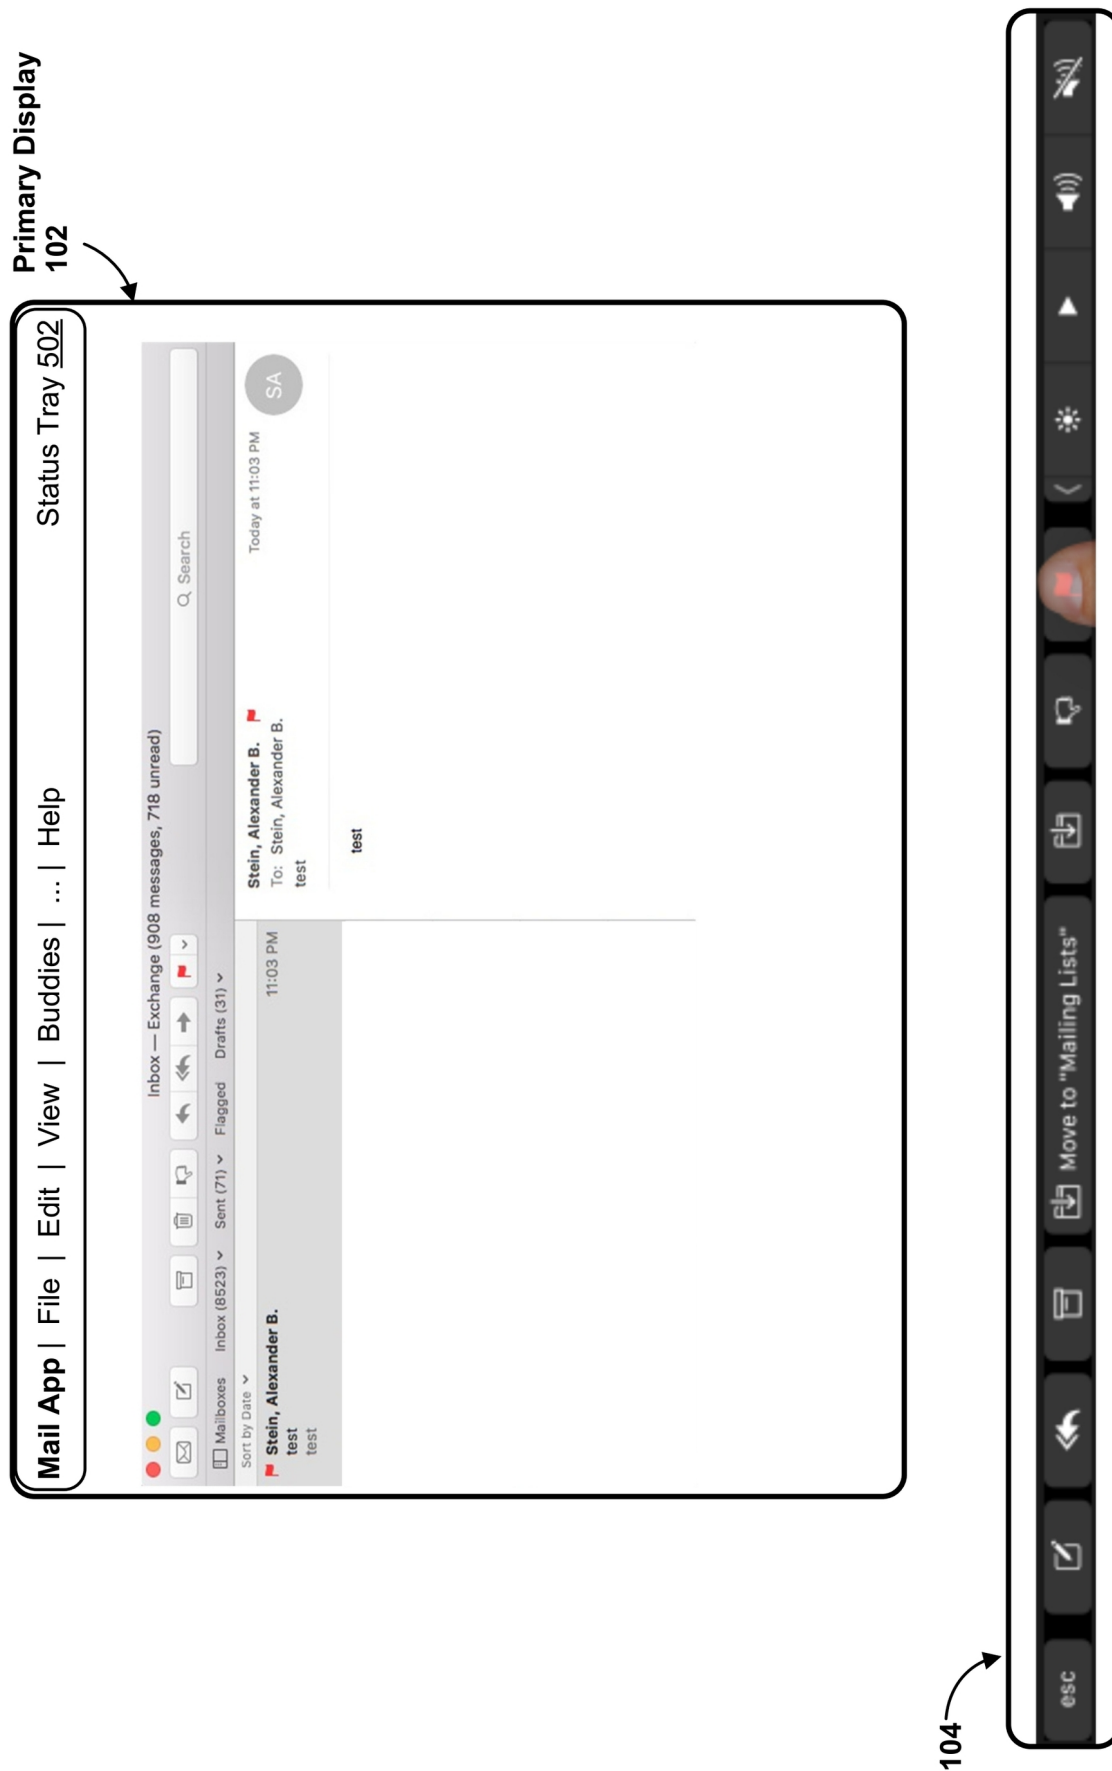 Primary Display
102
Mail App | File | Edit | View | Buddies | ... | Help
Status Tray 502
Inbox — Exchange (908 messages, 718 unread)
Search
Mailboxes
Inbox (8523)
Sent (71)
Flagged
Drafts (31)
Sort by Date
Stein, Alexander B.
11:03 PM
test
test
Stein, Alexander B.
Today at 11:03 PM
SA
To: Stein, Alexander B.
test
test
104
esc
Move to "Mailing Lists"